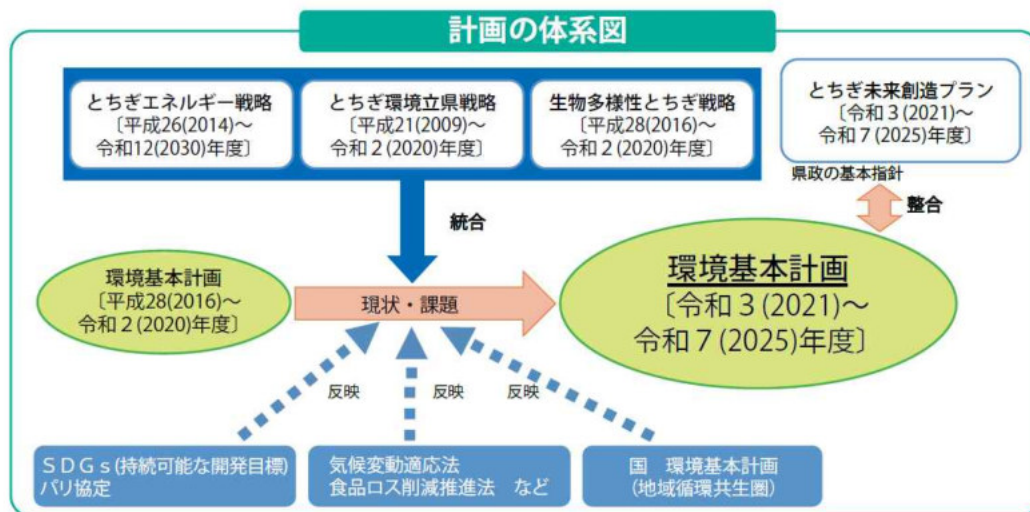 計画の体系図
とちぎエネルギー戦略
〔平成26(2014)～
令和12(2030)年度〕
とちぎ環境立県戦略
〔平成21(2009)～
令和２(2020)年度〕
生物多様性とちぎ戦略
〔平成28(2016)～
令和２(2020)年度〕
とちぎ未来創造プラン
〔令和３(2021)～
令和７(2025)年度〕
県政の基本指針
整合
統合
環境基本計画
〔平成28(2016)～
令和２(2020)年度〕
現状・課題
環境基本計画
〔令和３(2021)～
令和７(2025)年度〕
反映
反映
反映
ＳＤＧｓ(持続可能な開発目標)
パリ協定
気候変動適応法
食品ロス削減推進法　など
国　環境基本計画
(地域循環共生圏)